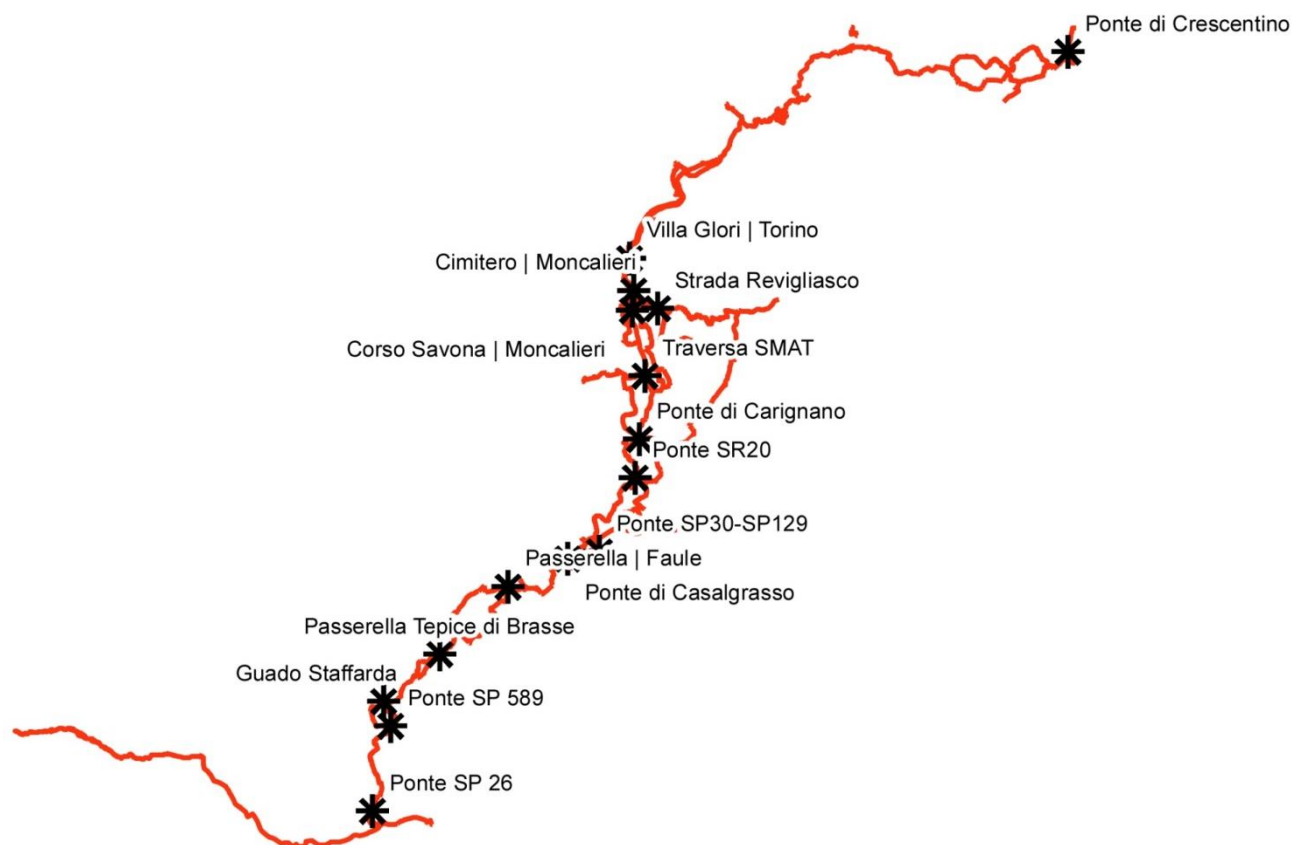 Ponte di Crescentino
Villa Glori | Torino
Cimitero | Moncalieri
Strada Revigliasco
Corso Savona | Moncalieri
Traversa SMAT
Ponte di Carignano
Ponte SR20
Ponte SP30-SP129
Passerella | Faule
Ponte di Casalgrasso
Passerella Tepice di Brasse
Guado Staffarda
Ponte SP 589
Ponte SP 26